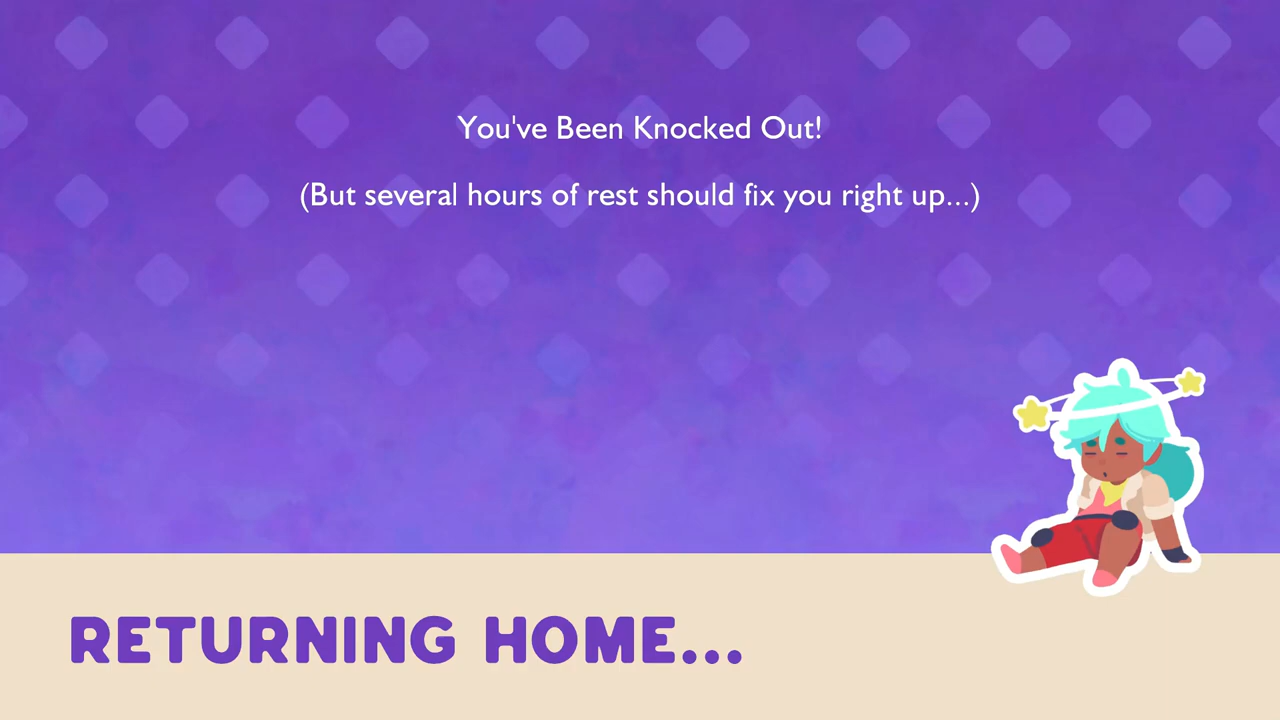 You've Been Knocked Out!
(But several hours of rest should fix you right up...)
RETURNING HOME...